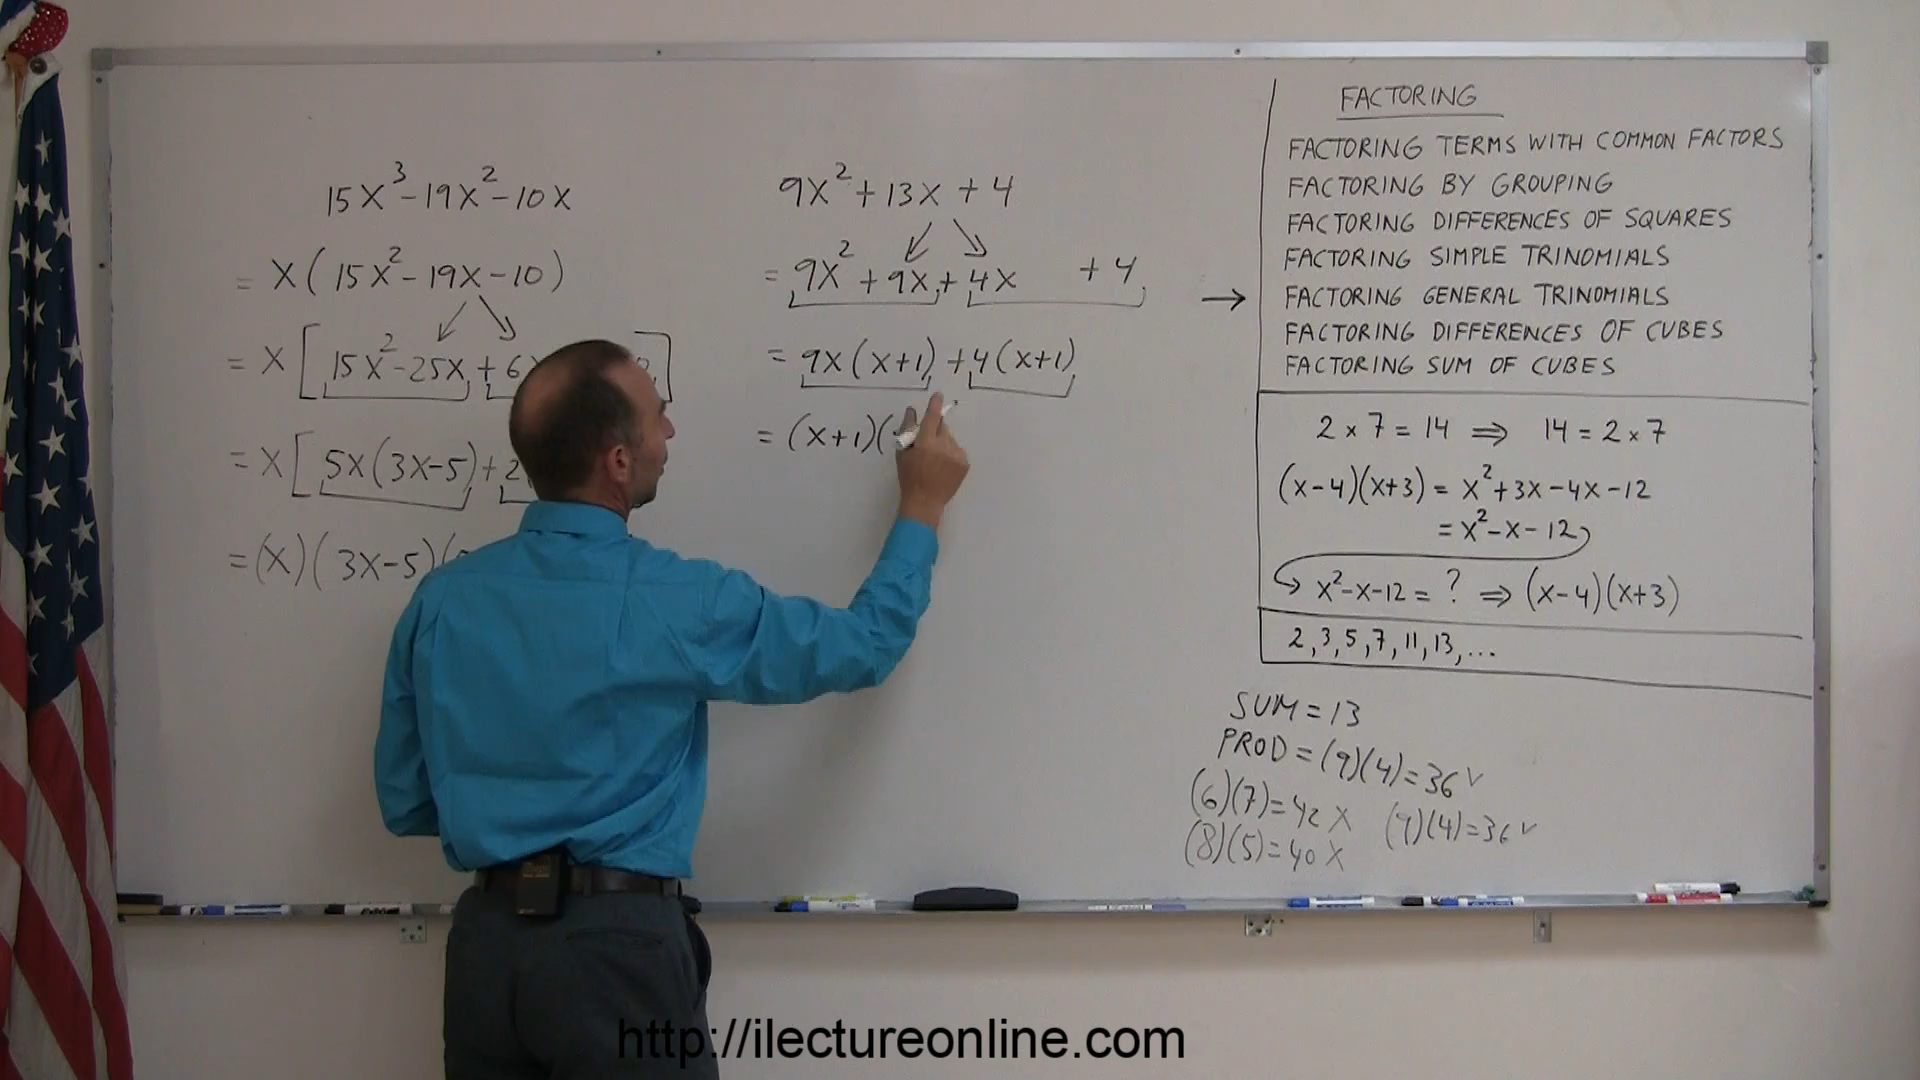 15X³-19X²-10X
= X(15X²-19X-10)
= X[15X²-25X+6
= X[5X(3X-5)+2
=(X)(3X-5)(
9X²+13X+4
= 9X²+9X+4X +4
= 9X(X+1)+4(X+1)
= (X+1)(
FACTORING
FACTORING TERMS WITH COMMON FACTORS
FACTORING BY GROUPING
FACTORING DIFFERENCES OF SQUARES
FACTORING SIMPLE TRINOMIALS
→ FACTORING GENERAL TRINOMIALS
FACTORING DIFFERENCES OF CUBES
FACTORING SUM OF CUBES
2 × 7 = 14 ⇒ 14 = 2 × 7
(X-4)(X+3) = X²+3X-4X-12
= X²-X-12
X²-X-12 = ? ⇒ (X-4)(X+3)
2,3,5,7,11,13,...
SUM = 13
PROD = (9)(4)=36 ✓
(6)(7)=42 X (9)(4)=36 ✓
(8)(5)=40 X
http://ilectureonline.com